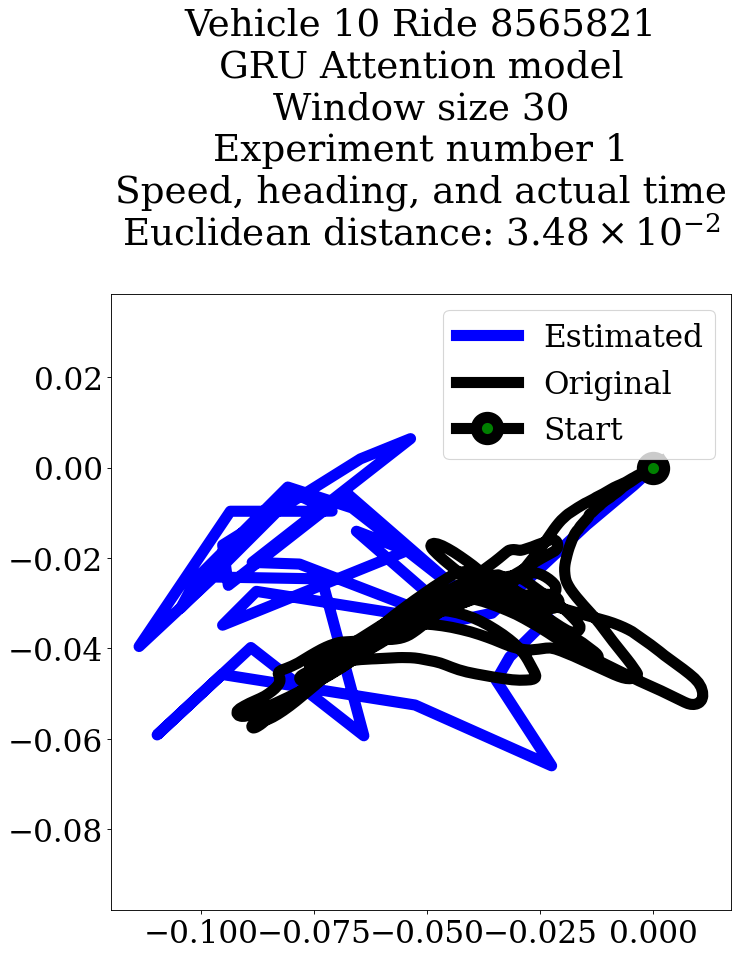 Vehicle 10 Ride 8565821
GRU Attention model
Window size 30
Experiment number 1
Speed, heading, and actual time
Euclidean distance: 3.48 × 10⁻²
Estimated
Original
Start
0.02
0.00
−0.02
−0.04
−0.06
−0.08
−0.100 −0.075 −0.050 −0.025 0.000